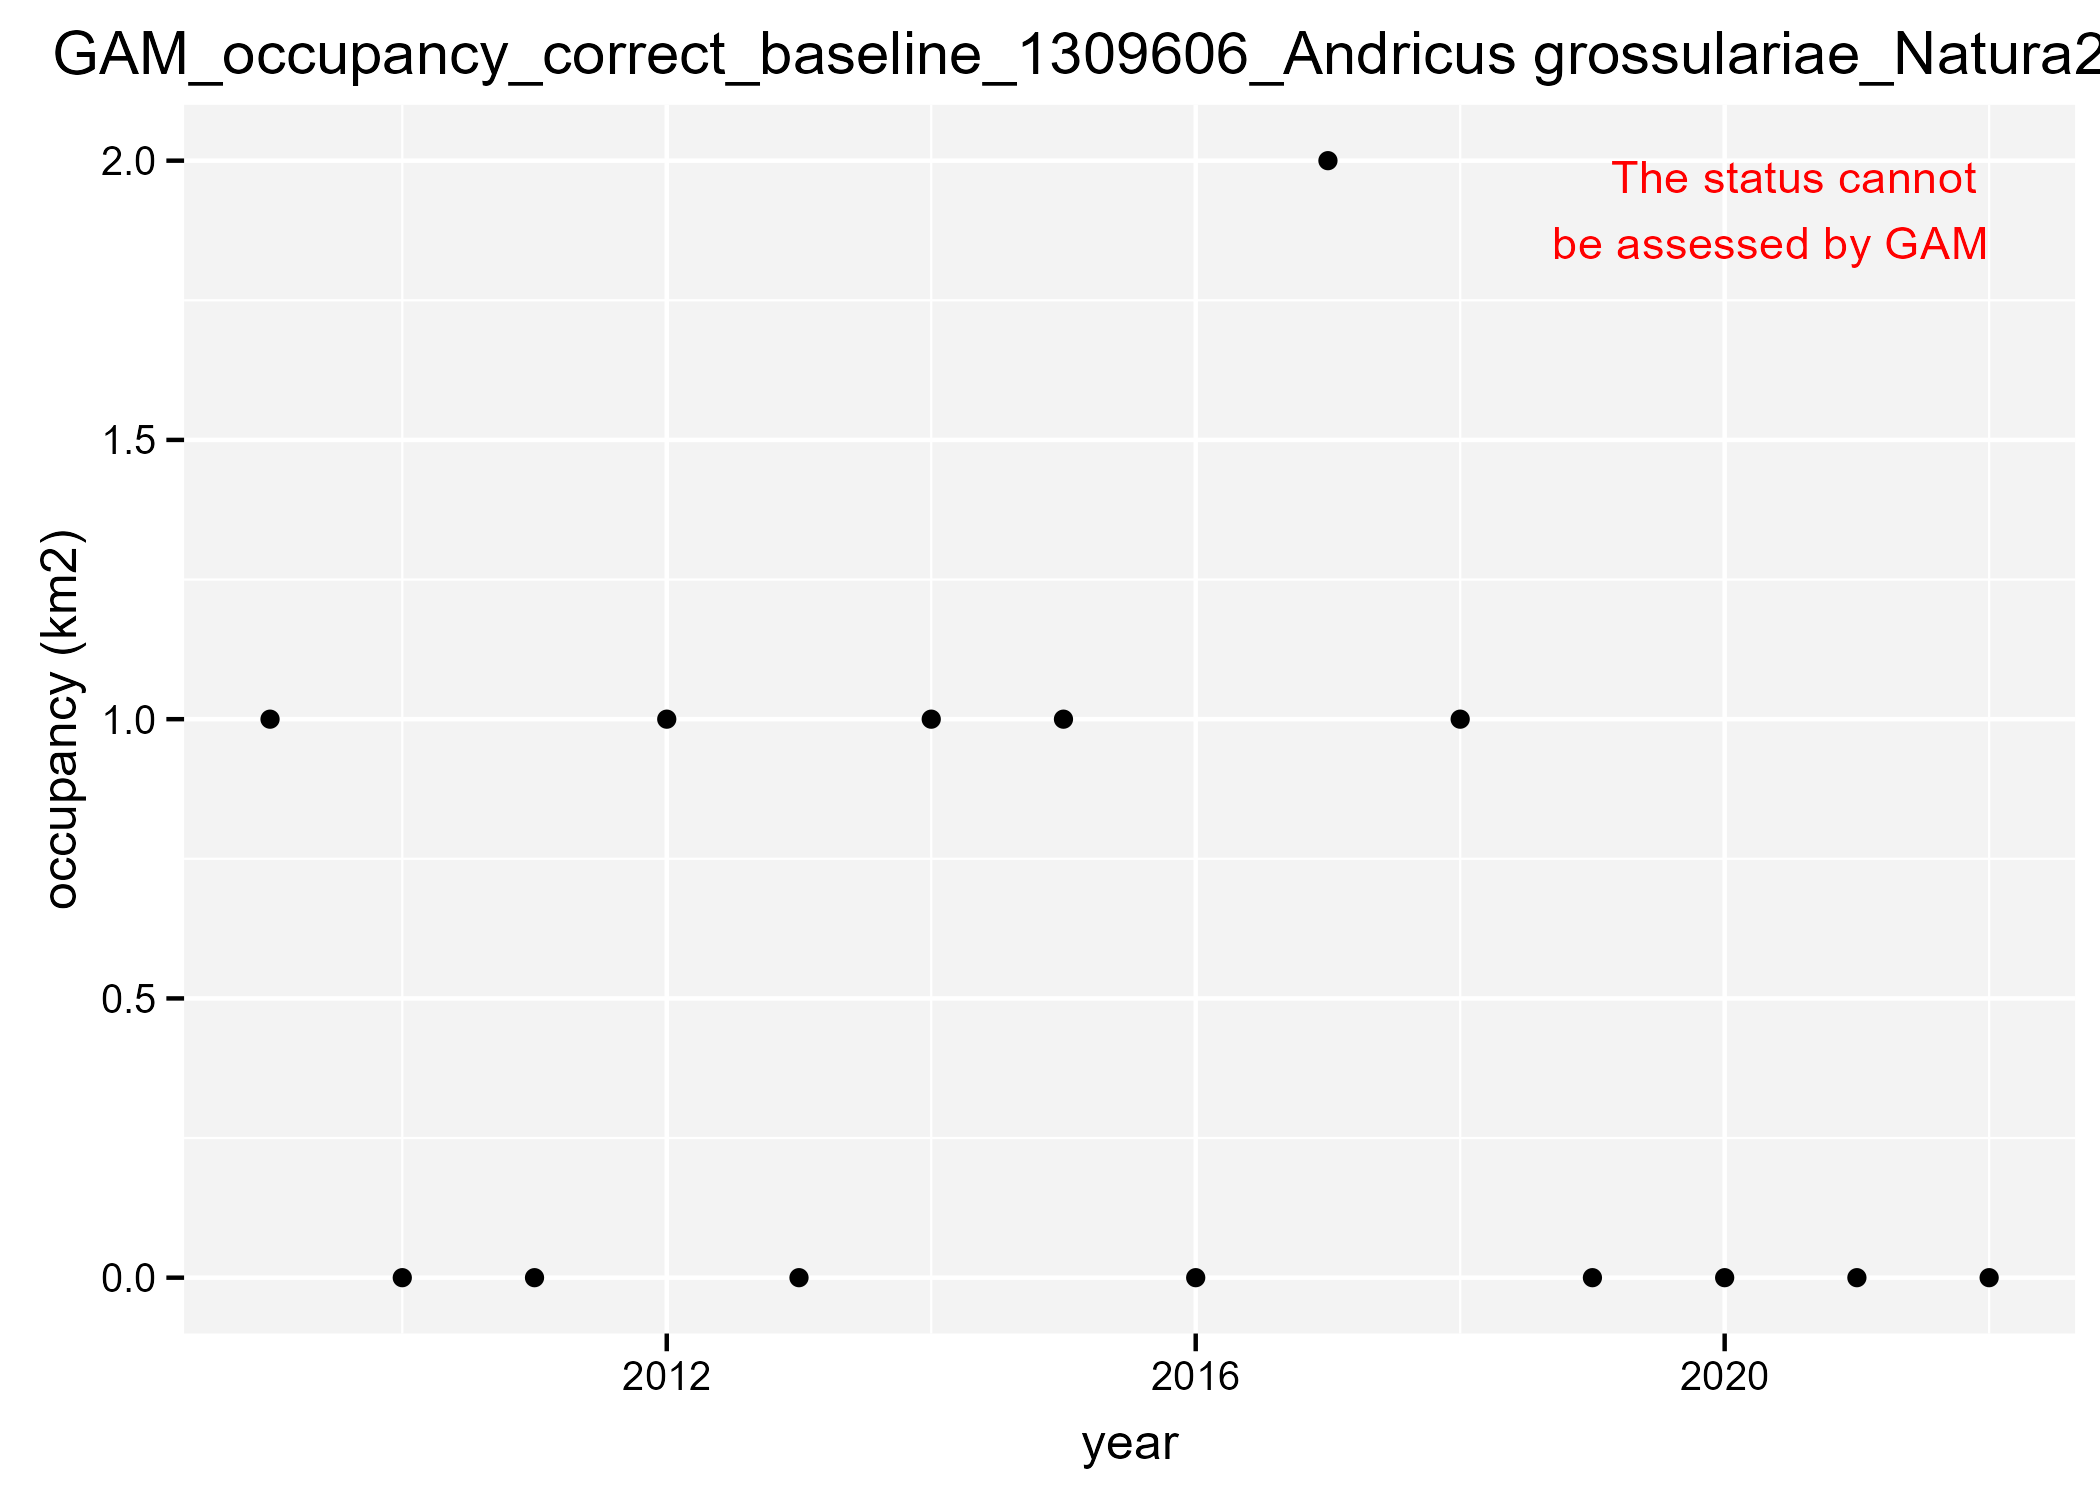 GAM_occupancy_correct_baseline_1309606_Andricus grossulariae_Natura2
2.0
The status cannot
be assessed by GAM
1.5
occupancy (km2)
1.0
0.5
0.0
2012 2016 2020
year